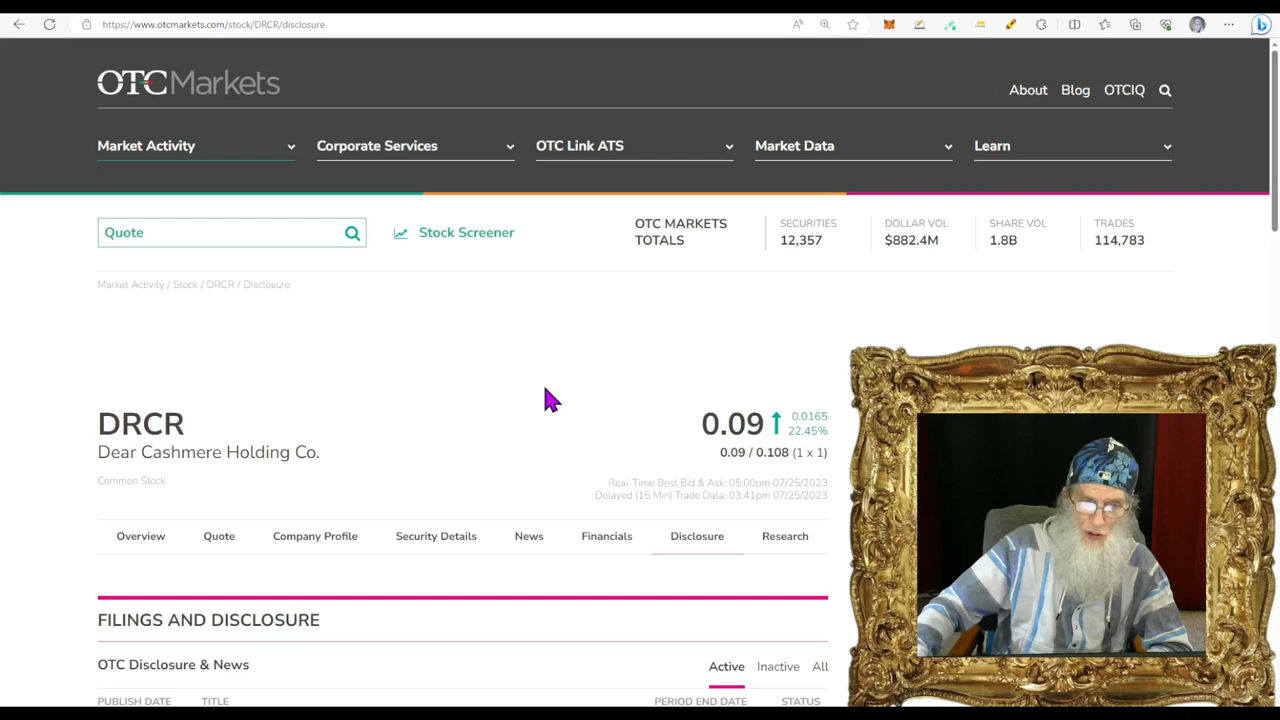 https://www.otcmarkets.com/stock/DRCR/disclosure
OTCMarkets
About Blog OTCIQ
Market Activity Corporate Services OTC Link ATS Market Data Learn
Quote
Stock Screener
OTC MARKETS
TOTALS
SECURITIES
12,357
DOLLAR VOL
$882.4M
SHARE VOL
1.8B
TRADES
114,783
Market Activity / Stock / DRCR / Disclosure
DRCR
Dear Cashmere Holding Co.
Common Stock
0.09
0.0165
22.45%
0.09 / 0.108 (1 x 1)
Real-Time Best Bid & Ask: 05:00pm 07/25/2023
Delayed (15 Min) Trade Data: 03:41pm 07/25/2023
Overview Quote Company Profile Security Details News Financials Disclosure Research
FILINGS AND DISCLOSURE
OTC Disclosure & News
Active Inactive All
PUBLISH DATE TITLE PERIOD END DATE STATUS